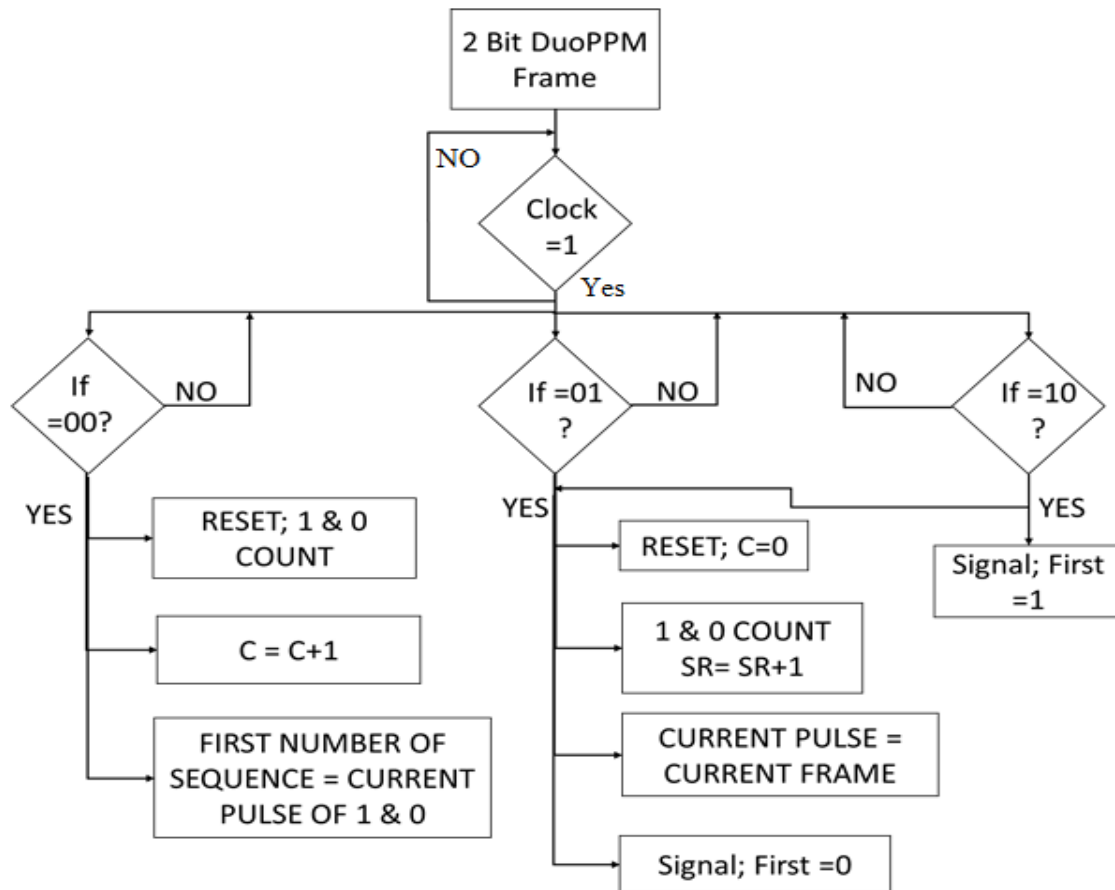 2 Bit DuoPPM
Frame
NO
Clock
=1
Yes
If
=00?
NO
If =01
?
NO
NO
If =10
?
YES
YES
YES
RESET; 1 & 0
COUNT
RESET; C=0
Signal; First
=1
C = C+1
1 & 0 COUNT
SR= SR+1
FIRST NUMBER OF
SEQUENCE = CURRENT
PULSE OF 1 & 0
CURRENT PULSE =
CURRENT FRAME
Signal; First =0